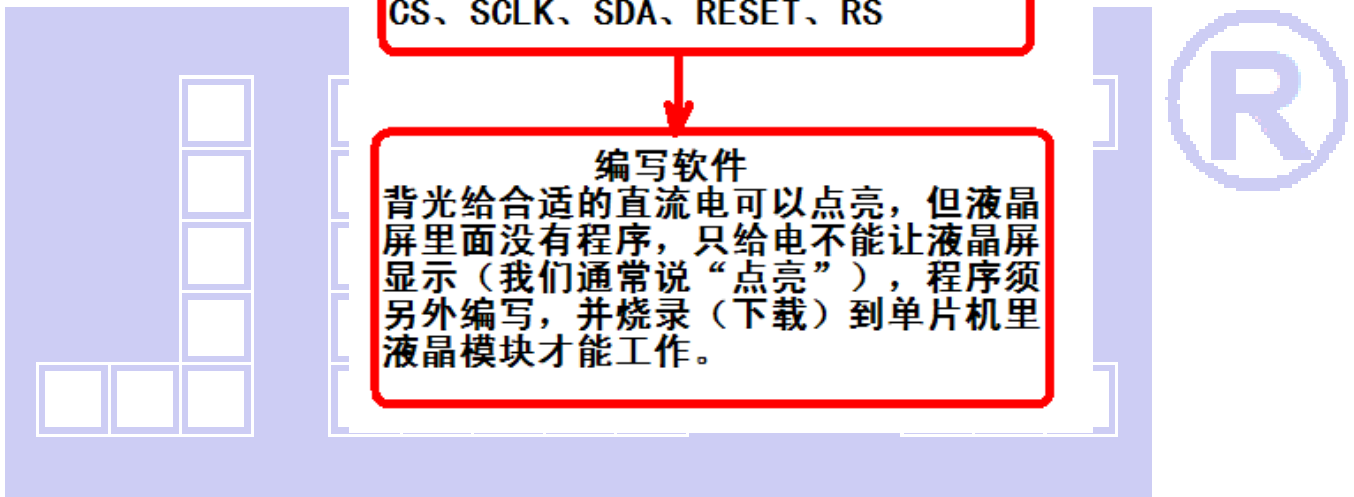 CS、SCLK、SDA、RESET、RS
编写软件
背光给合适的直流电可以点亮，但液晶
屏里面没有程序，只给电不能让液晶屏
显示（我们通常说“点亮”），程序须
另外编写，并烧录（下载）到单片机里
液晶模块才能工作。
®